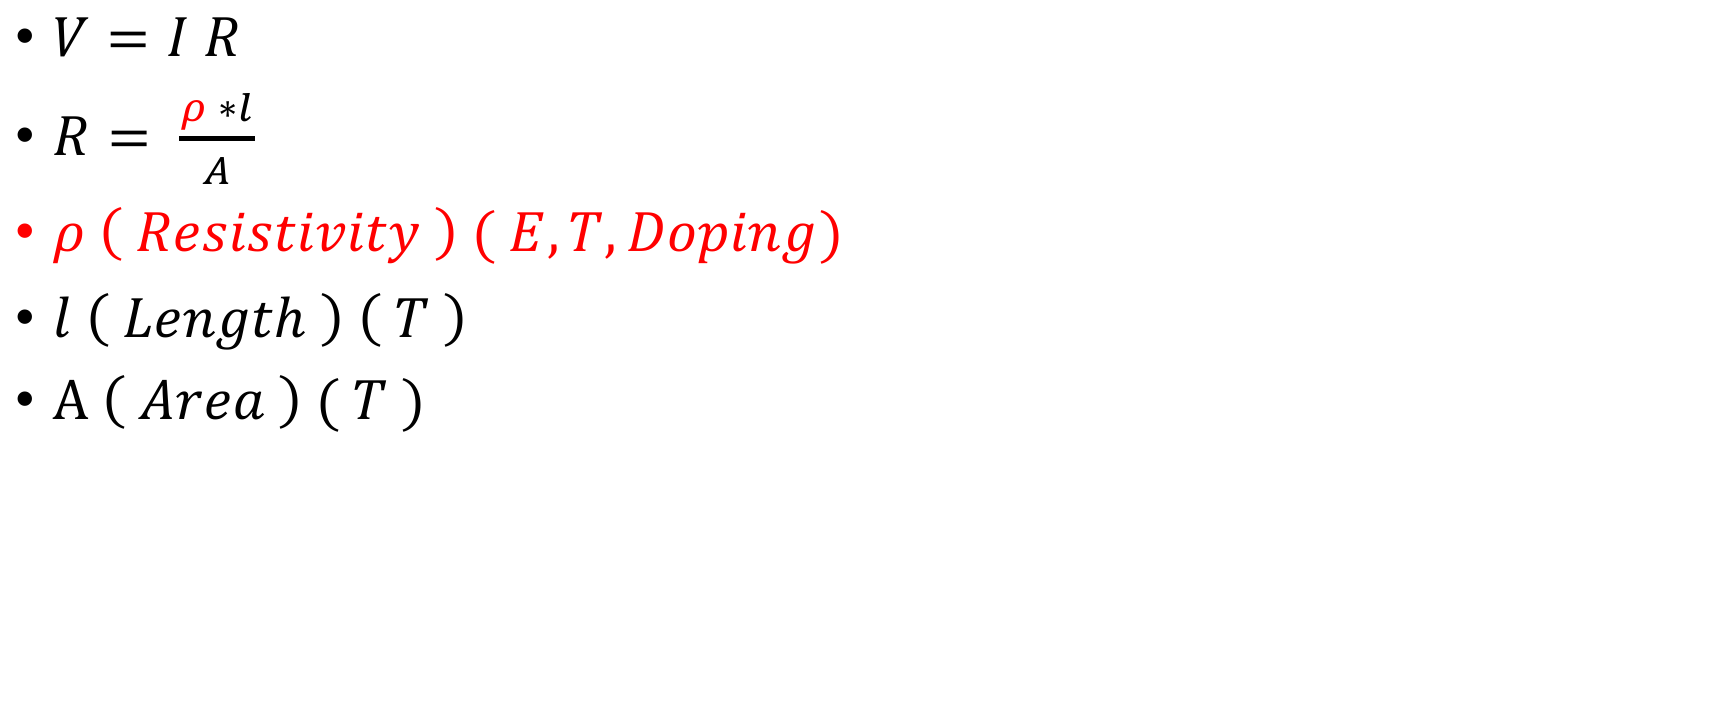 • V = I R
• R = ρ *l / A
• ρ ( Resistivity ) ( E, T, Doping )
• l ( Length ) ( T )
• A ( Area ) ( T )